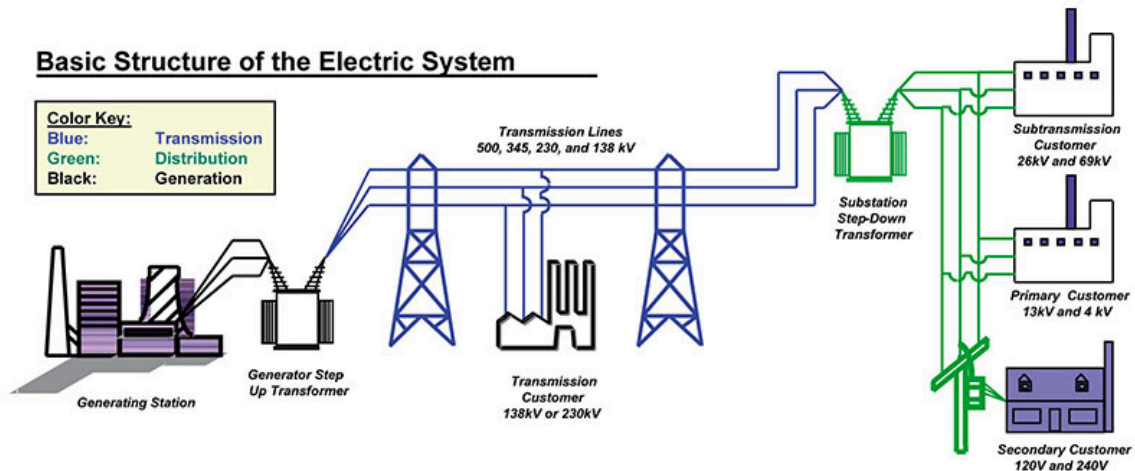 Basic Structure of the Electric System
Color Key:
Blue: Transmission
Green: Distribution
Black: Generation
Transmission Lines
500, 345, 230, and 138 kV
Substation
Step-Down
Transformer
Subtransmission
Customer
26kV and 69kV
Primary Customer
13kV and 4 kV
Generating Station
Generator Step
Up Transformer
Transmission
Customer
138kV or 230kV
Secondary Customer
120V and 240V